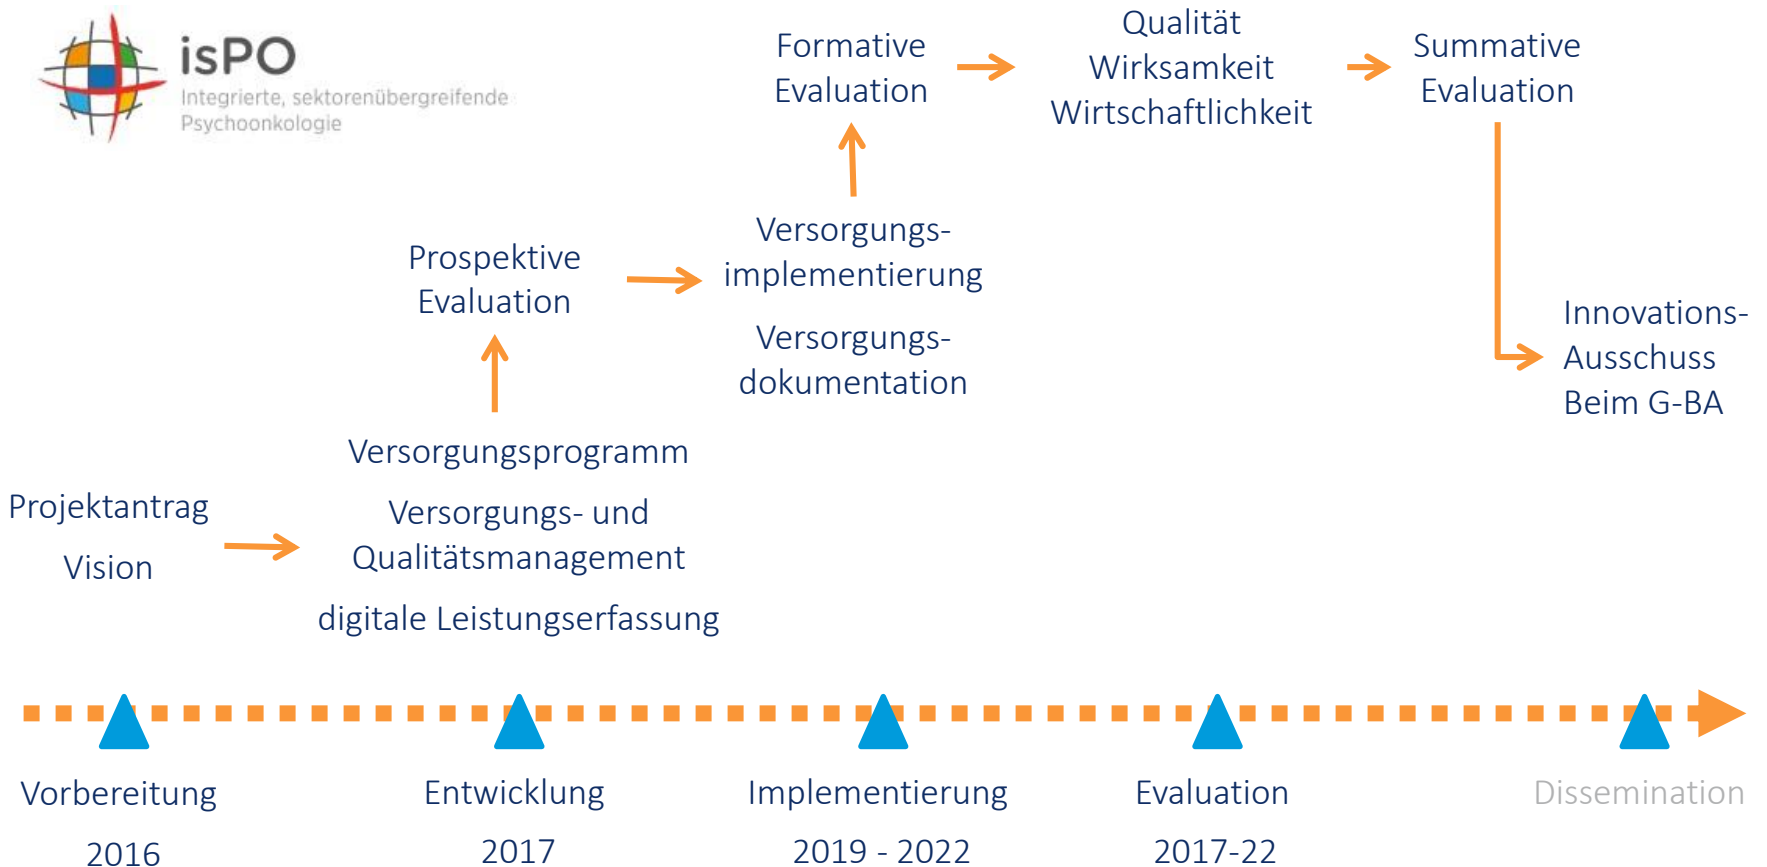 isPO
Integrierte, sektorenübergreifende
Psychoonkologie
Projektantrag
Vision
Versorgungsprogramm
Versorgungs- und
Qualitätsmanagement
digitale Leistungserfassung
Prospektive
Evaluation
Versorgungs-
implementierung
Versorgungs-
dokumentation
Formative
Evaluation
Qualität
Wirksamkeit
Wirtschaftlichkeit
Summative
Evaluation
Innovations-
Ausschuss
Beim G-BA
Vorbereitung
2016
Entwicklung
2017
Implementierung
2019 - 2022
Evaluation
2017-22
Dissemination